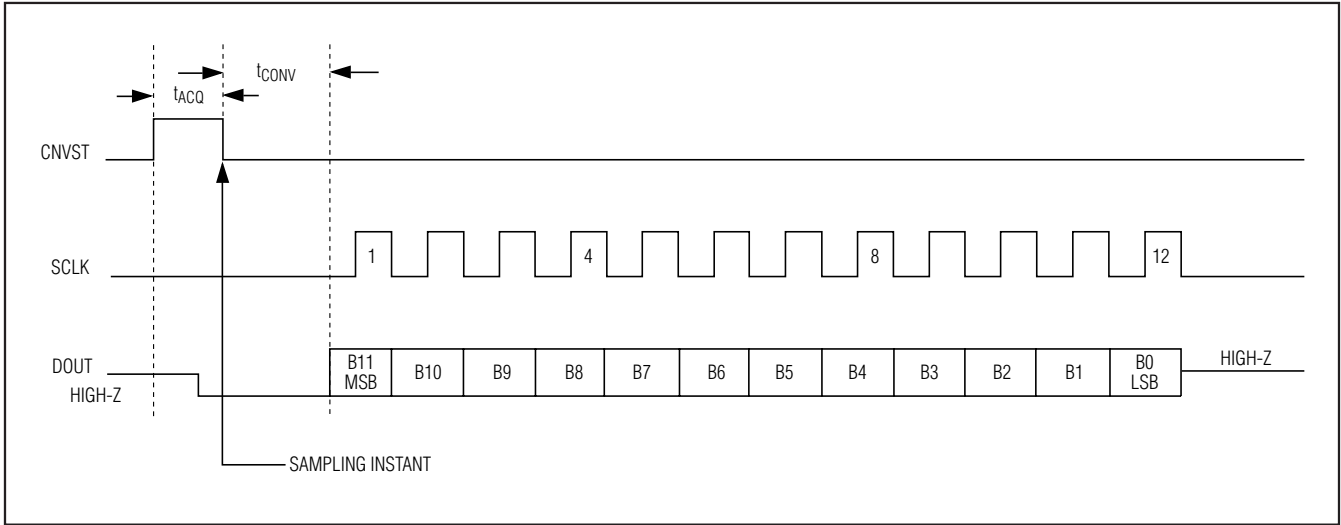 tCONV
tACQ
CNVST
SCLK
1
4
8
12
DOUT
HIGH-Z
B11
MSB
B10
B9
B8
B7
B6
B5
B4
B3
B2
B1
B0
LSB
HIGH-Z
SAMPLING INSTANT